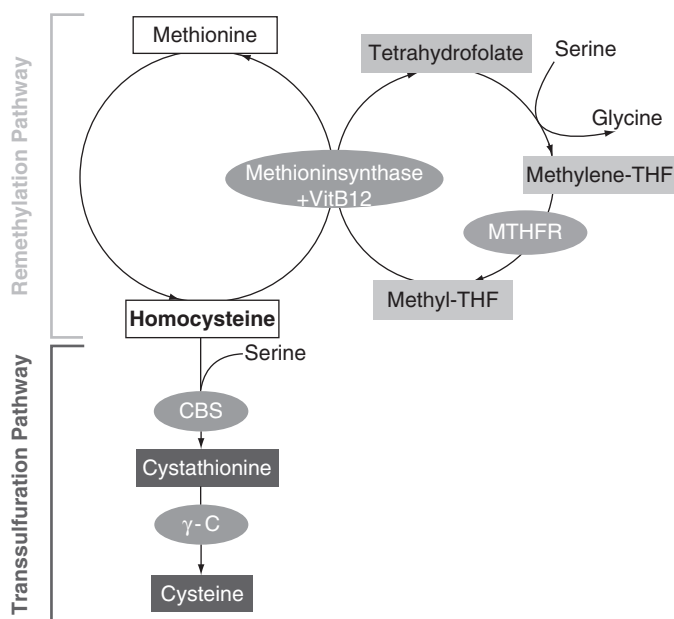 Remethylation Pathway
Methionine
Tetrahydrofolate
Serine
Glycine
Methioninsynthase
+VitB12
Methylene-THF
MTHFR
Methyl-THF
Homocysteine
Transsulfuration Pathway
Serine
CBS
Cystathionine
γ-C
Cysteine